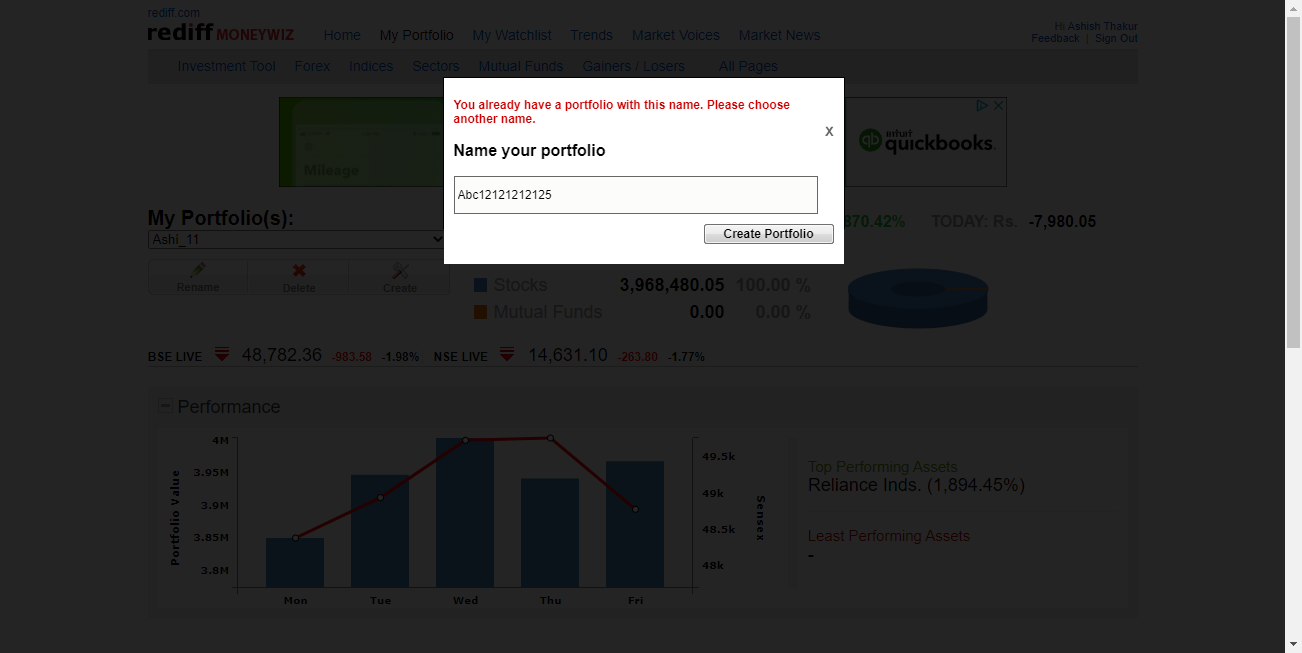 rediff.com
rediff MONEYWIZ
Home My Portfolio My Watchlist Trends Market Voices Market News
Hi Ashish Thakur
Feedback | Sign Out
Investment Tool Forex Indices Sectors Mutual Funds Gainers / Losers All Pages
Mileage
intuit
quickbooks.
You already have a portfolio with this name. Please choose
another name.
X
Name your portfolio
Abc12121212125
Create Portfolio
My Portfolio(s):
Ashi_11
Rename Delete Create
870.42% TODAY: Rs. -7,980.05
Stocks 3,968,480.05 100.00 %
Mutual Funds 0.00 0.00 %
BSE LIVE 48,782.36 -983.58 -1.98% NSE LIVE 14,631.10 -263.80 -1.77%
Performance
Portfolio Value
4M
3.95M
3.9M
3.85M
3.8M
Mon Tue Wed Thu Fri
49.5k
49k
48.5k
48k
Sensex
Top Performing Assets
Reliance Inds. (1,894.45%)
Least Performing Assets
-